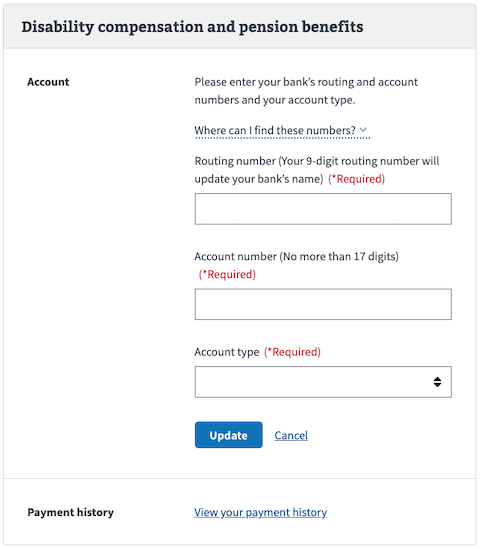 Disability compensation and pension benefits
Account
Please enter your bank's routing and account
numbers and your account type.
Where can I find these numbers?
Routing number (Your 9-digit routing number will
update your bank's name) (*Required)
Account number (No more than 17 digits)
(*Required)
Account type (*Required)
Update Cancel
Payment history View your payment history